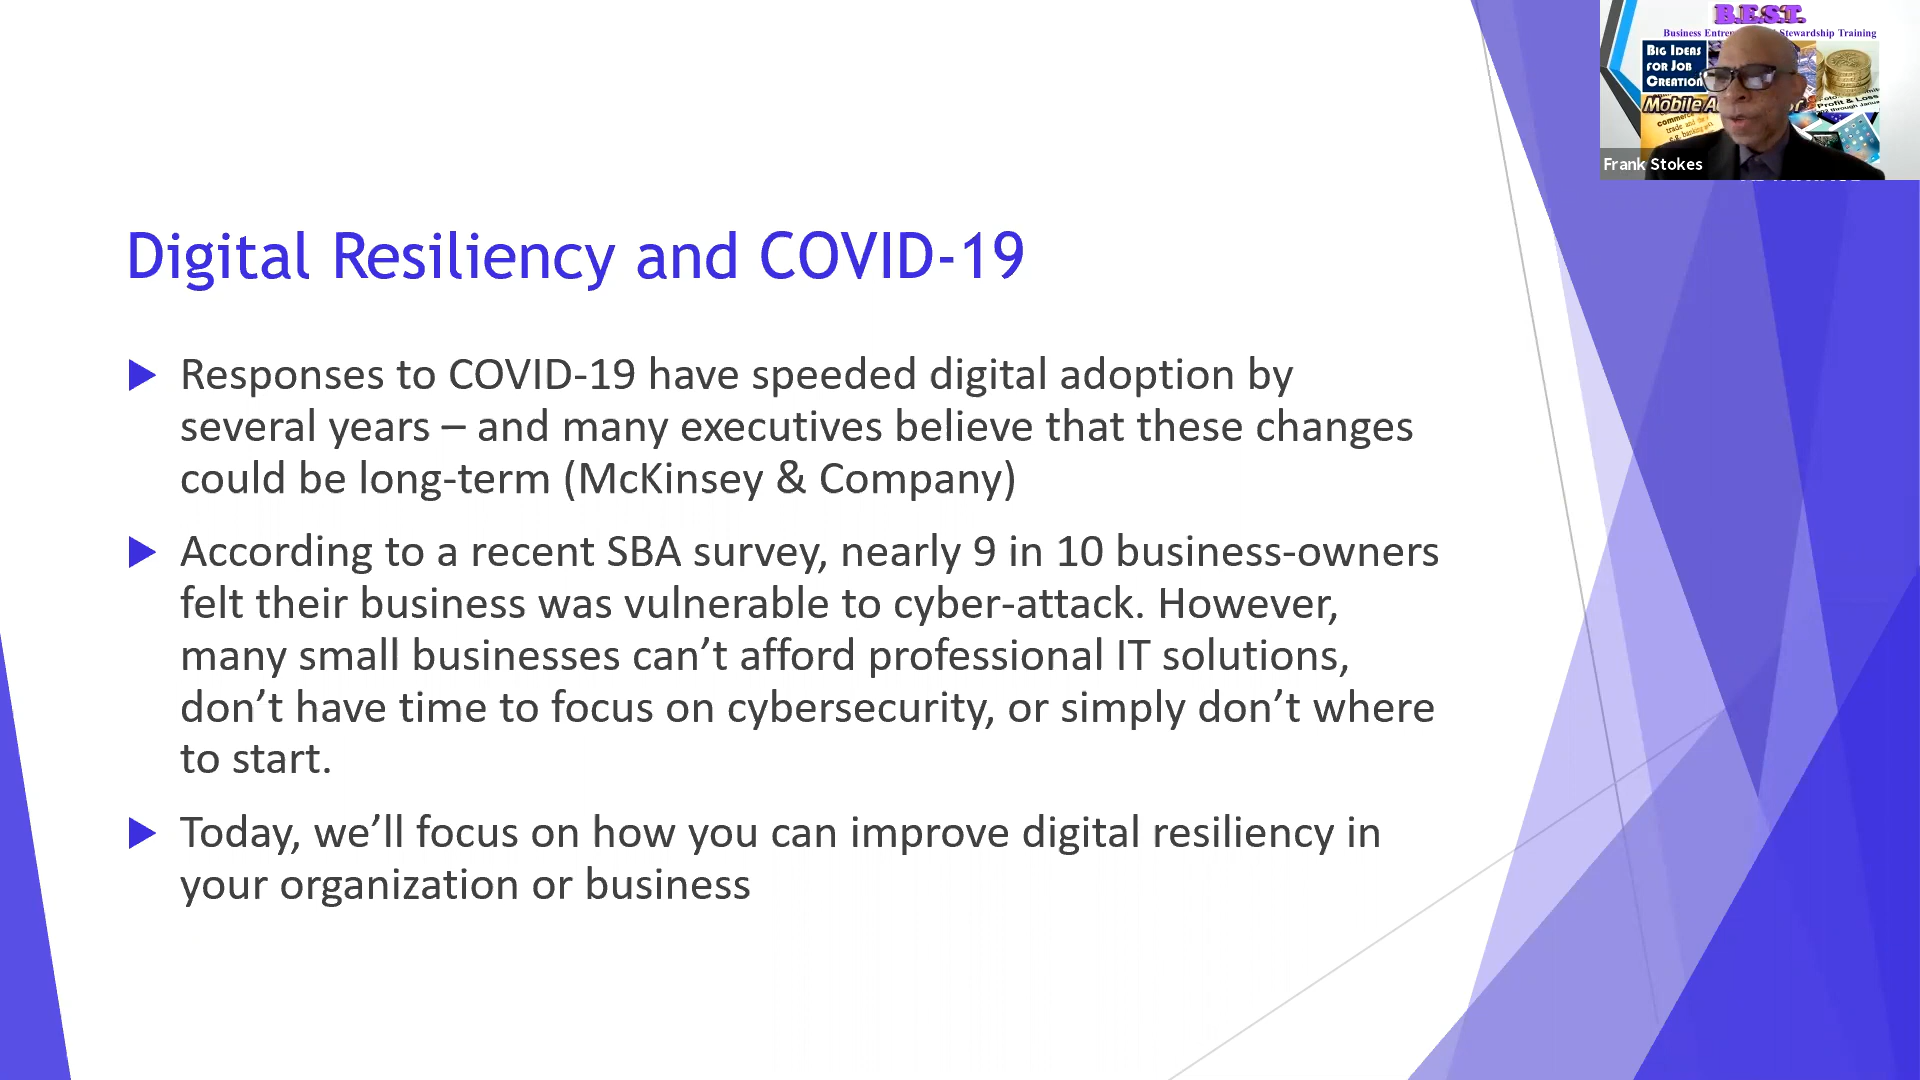 B.E.S.T.
Business Stewardship Training
BIG IDEAS
FOR JOB
CREATION
Mobile
Profit & Loss
Frank Stokes
Digital Resiliency and COVID-19
Responses to COVID-19 have speeded digital adoption by
several years – and many executives believe that these changes
could be long-term (McKinsey & Company)
According to a recent SBA survey, nearly 9 in 10 business-owners
felt their business was vulnerable to cyber-attack. However,
many small businesses can’t afford professional IT solutions,
don’t have time to focus on cybersecurity, or simply don’t where
to start.
Today, we’ll focus on how you can improve digital resiliency in
your organization or business